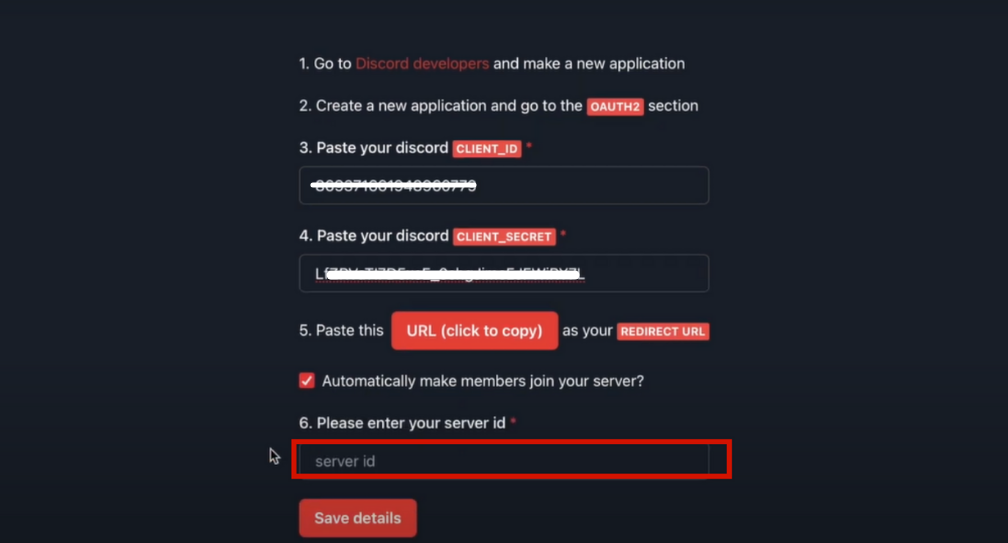 1. Go to Discord developers and make a new application
2. Create a new application and go to the OAUTH2 section
3. Paste your discord CLIENT_ID *
4. Paste your discord CLIENT_SECRET *
5. Paste this URL (click to copy) as your REDIRECT URL
Automatically make members join your server?
6. Please enter your server id *
server id
Save details